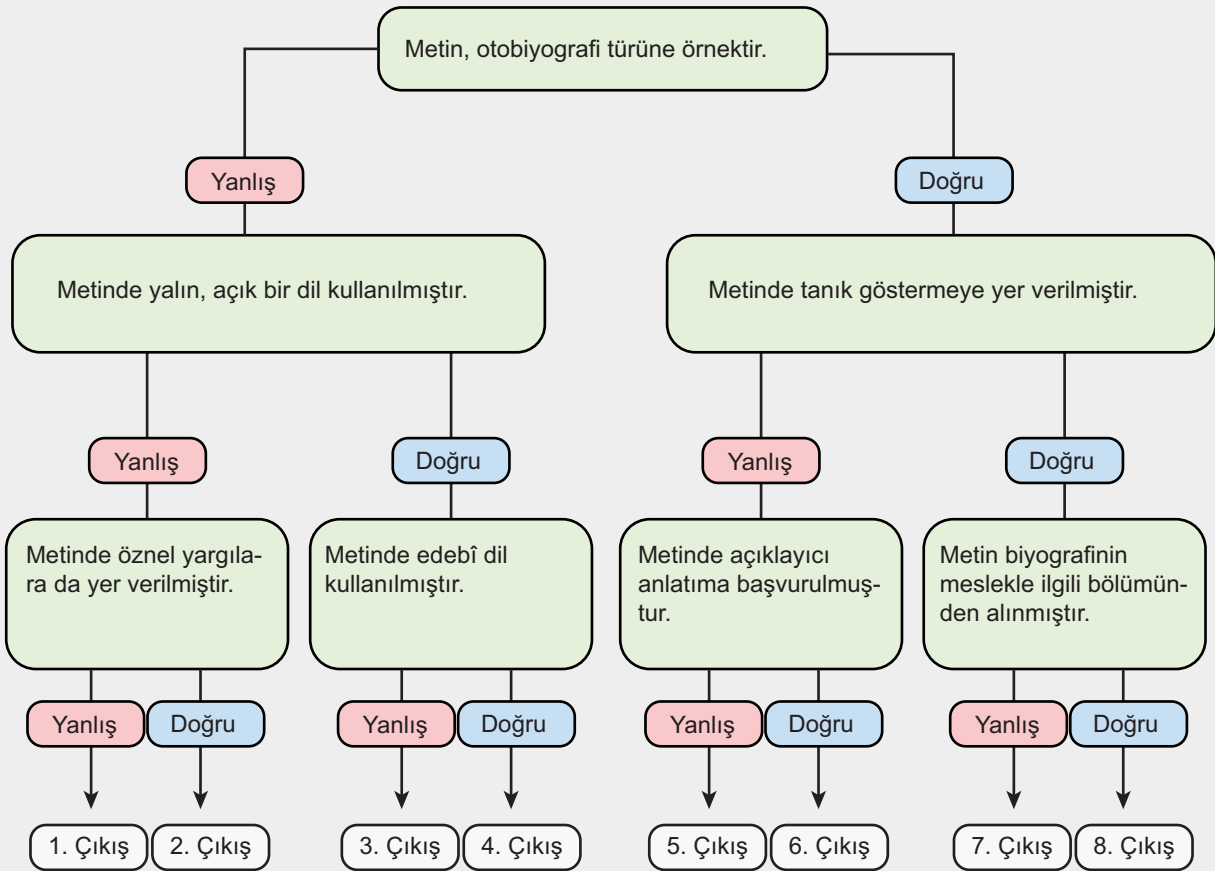 Metin, otobiyografi türüne örnektir.
Yanlış
Doğru
Metinde yalın, açık bir dil kullanılmıştır.
Metinde tanık göstermeye yer verilmiştir.
Yanlış
Doğru
Yanlış
Doğru
Metinde öznel yargıla-
ra da yer verilmiştir.
Metinde edebî dil
kullanılmıştır.
Metinde açıklayıcı
anlatıma başvurulmuş-
tur.
Metin biyografinin
meslekle ilgili bölümün-
den alınmıştır.
Yanlış
Doğru
Yanlış
Doğru
Yanlış
Doğru
Yanlış
Doğru
1. Çıkış
2. Çıkış
3. Çıkış
4. Çıkış
5. Çıkış
6. Çıkış
7. Çıkış
8. Çıkış